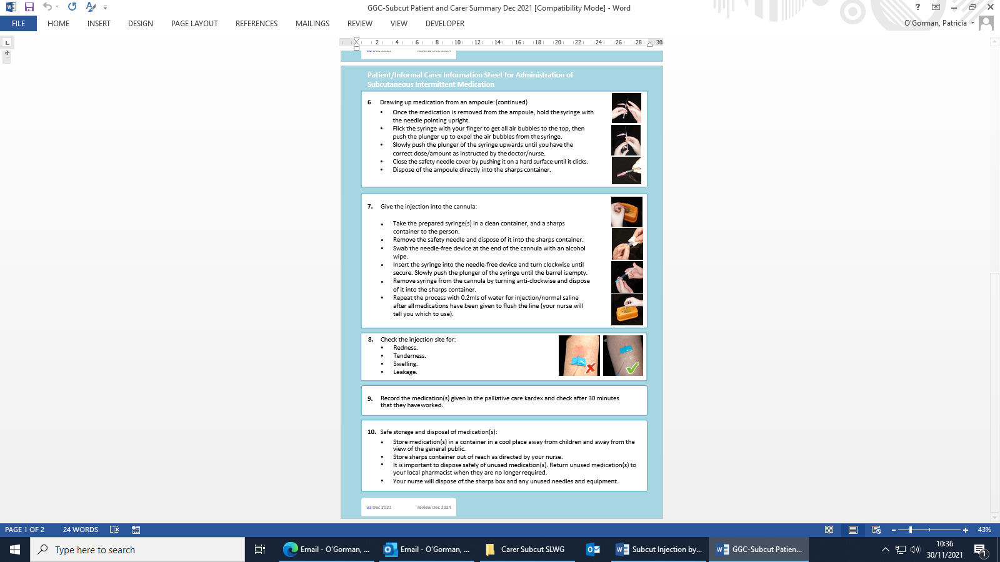 GGC-Subcut Patient and Carer Summary Dec 2021 [Compatibility Mode] - Word
FILE HOME INSERT DESIGN PAGE LAYOUT REFERENCES MAILINGS REVIEW VIEW DEVELOPER
O'Gorman, Patricia
2 4 6 8 10 12 14 16 18 20 22 24 26 28 30
Dec 2021 review Dec 2024
Patient/Informal Carer Information Sheet for Administration of
Subcutaneous Intermittent Medication
6 Drawing up medication from an ampoule: (continued)
• Once the medication is removed from the ampoule, hold the syringe with
the needle pointing upright.
• Flick the syringe with your finger to get all air bubbles to the top, then
push the plunger up to expel the air bubbles from the syringe.
• Slowly push the plunger of the syringe upwards until you have the
correct dose/amount as instructed by the doctor/nurse.
• Close the safety needle cover by pushing it on a hard surface until it clicks.
• Dispose of the ampoule directly into the sharps container.
7. Give the injection into the cannula:
• Take the prepared syringe(s) in a clean container, and a sharps
container to the person.
• Remove the safety needle and dispose of it into the sharps container.
• Swab the needle-free device at the end of the cannula with an alcohol
wipe.
• Insert the syringe into the needle-free device and turn clockwise until
secure. Slowly push the plunger of the syringe until the barrel is empty.
• Remove syringe from the cannula by turning anti-clockwise and dispose
of it into the sharps container.
• Repeat the process with 0.2mls of water for injection/normal saline
after all medications have been given to flush the line (your nurse will
tell you which to use).
8. Check the injection site for:
• Redness.
• Tenderness.
• Swelling.
• Leakage.
9. Record the medication(s) given in the palliative care kardex and check after 30 minutes
that they have worked.
10. Safe storage and disposal of medication(s):
• Store medication(s) in a container in a cool place away from children and away from the
view of the general public.
• Store sharps container out of reach as directed by your nurse.
• It is important to dispose safely of unused medication(s). Return unused medication(s) to
your local pharmacist when they are no longer required.
• Your nurse will dispose of the sharps box and any unused needles and equipment.
v1 Dec 2021 review Dec 2024
PAGE 1 OF 2 24 WORDS 43%
Type here to search
Email - O'Gorman, ... Email - O'Gorman, ... Carer Subcut SLWG Subcut Injection by... GGC-Subcut Patien...
10:36
30/11/2021
1